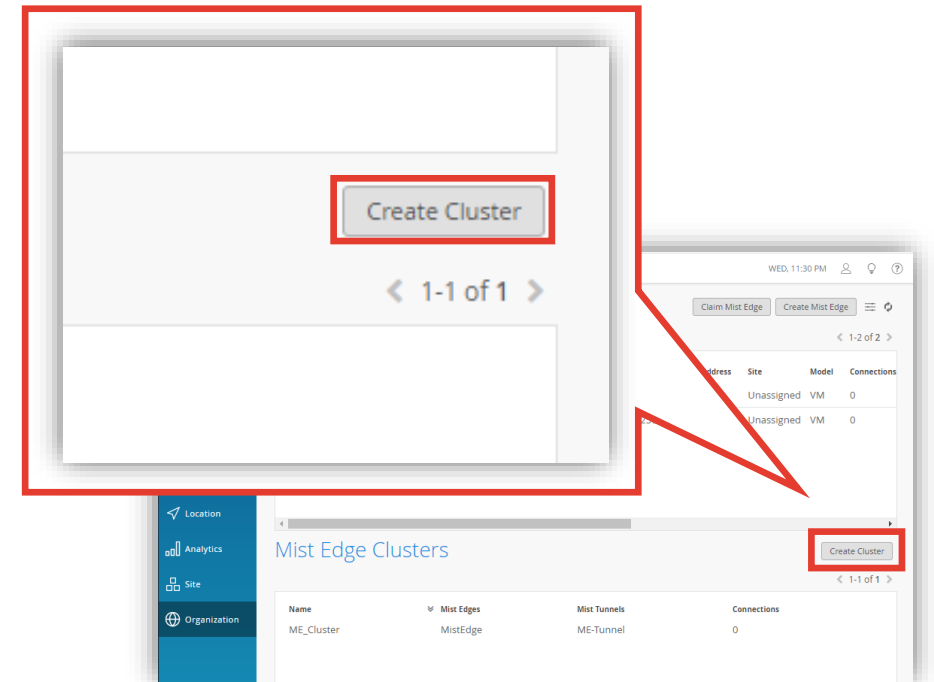 Create Cluster
1-1 of 1
WED, 11:30 PM
Claim Mist Edge Create Mist Edge
1-2 of 2
Site Model Connections
Unassigned VM 0
Unassigned VM 0
Location
Analytics
Site
Organization
Mist Edge Clusters
Create Cluster
1-1 of 1
Name Mist Edges Mist Tunnels Connections
ME_Cluster MistEdge ME-Tunnel 0